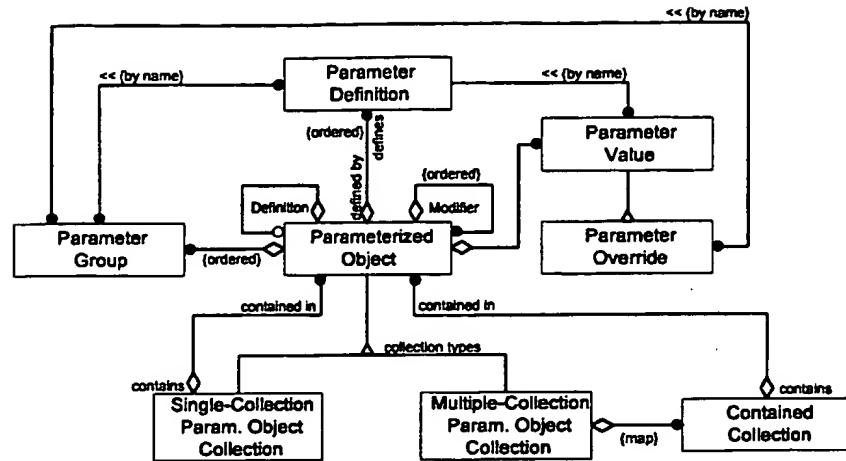 << {by name}
<< {by name}
Parameter
Definition
<< {by name}
{ordered}
defines
defined by
Parameter
Value
{ordered}
Definition
Modifier
Parameter
Group
{ordered}
Parameterized
Object
Parameter
Override
contained in
contained in
collection types
contains
contains
Single-Collection
Param. Object
Collection
Multiple-Collection
Param. Object
Collection
{map}
Contained
Collection